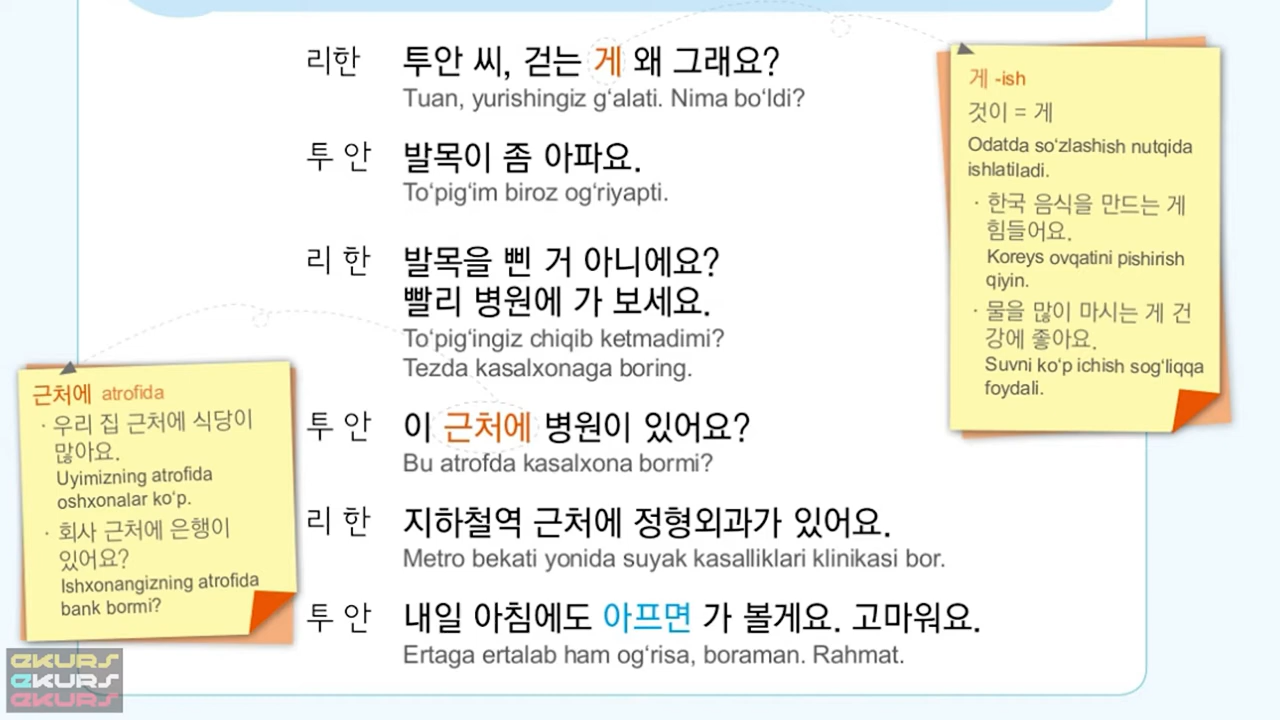 리한 투안 씨, 걷는 게 왜 그래요?
Tuan, yurishingiz g‘alati. Nima bo‘ldi?
투 안 발목이 좀 아파요.
To‘pig‘im biroz og‘riyapti.
리 한 발목을 삔 거 아니에요?
빨리 병원에 가 보세요.
To‘pig‘ingiz chiqib ketmadimi?
Tezda kasalxonaga boring.
투 안 이 근처에 병원이 있어요?
Bu atrofda kasalxona bormi?
리 한 지하철역 근처에 정형외과가 있어요.
Metro bekati yonida suyak kasalliklari klinikasi bor.
투 안 내일 아침에도 아프면 가 볼게요. 고마워요.
Ertaga ertalab ham og‘risa, boraman. Rahmat.
게 -ish
것이 = 게
Odatda so‘zlashish nutqida
ishlatiladi.
· 한국 음식을 만드는 게
힘들어요.
Koreys ovqatini pishirish
qiyin.
· 물을 많이 마시는 게 건
강에 좋아요.
Suvni ko‘p ichish sog‘liqqa
foydali.
근처에 atrofida
· 우리 집 근처에 식당이
많아요.
Uyimizning atrofida
oshxonalar ko‘p.
· 회사 근처에 은행이
있어요?
Ishxonangizning atrofida
bank bormi?
EKURS
EKURS
EKURS